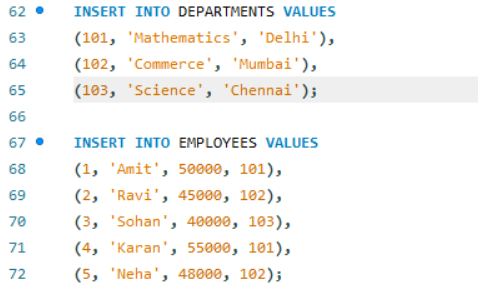 62 INSERT INTO DEPARTMENTS VALUES
63 (101, 'Mathematics', 'Delhi'),
64 (102, 'Commerce', 'Mumbai'),
65 (103, 'Science', 'Chennai');
66
67 INSERT INTO EMPLOYEES VALUES
68 (1, 'Amit', 50000, 101),
69 (2, 'Ravi', 45000, 102),
70 (3, 'Sohan', 40000, 103),
71 (4, 'Karan', 55000, 101),
72 (5, 'Neha', 48000, 102);